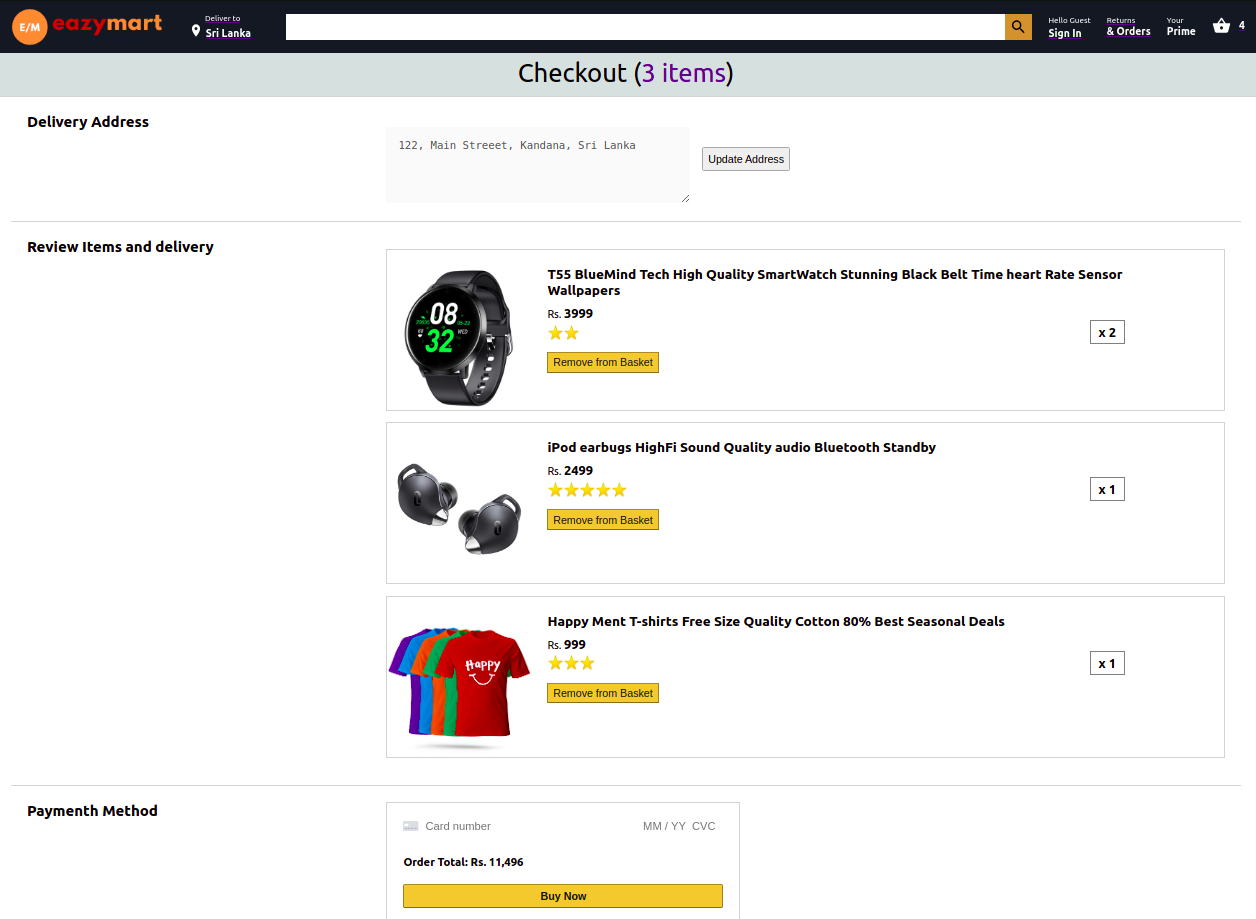 E/M eazymart
Deliver to
Sri Lanka
Hello Guest
Sign In
Returns
& Orders
Your
Prime
4
Checkout (3 items)
Delivery Address
122, Main Streeet, Kandana, Sri Lanka
Update Address
Review Items and delivery
T55 BlueMind Tech High Quality SmartWatch Stunning Black Belt Time heart Rate Sensor
Wallpapers
Rs. 3999
x 2
Remove from Basket
08
32
iPod earbugs HighFi Sound Quality audio Bluetooth Standby
Rs. 2499
x 1
Remove from Basket
Happy Ment T-shirts Free Size Quality Cotton 80% Best Seasonal Deals
Rs. 999
x 1
Remove from Basket
Happy
Paymenth Method
Card number MM / YY CVC
Order Total: Rs. 11,496
Buy Now